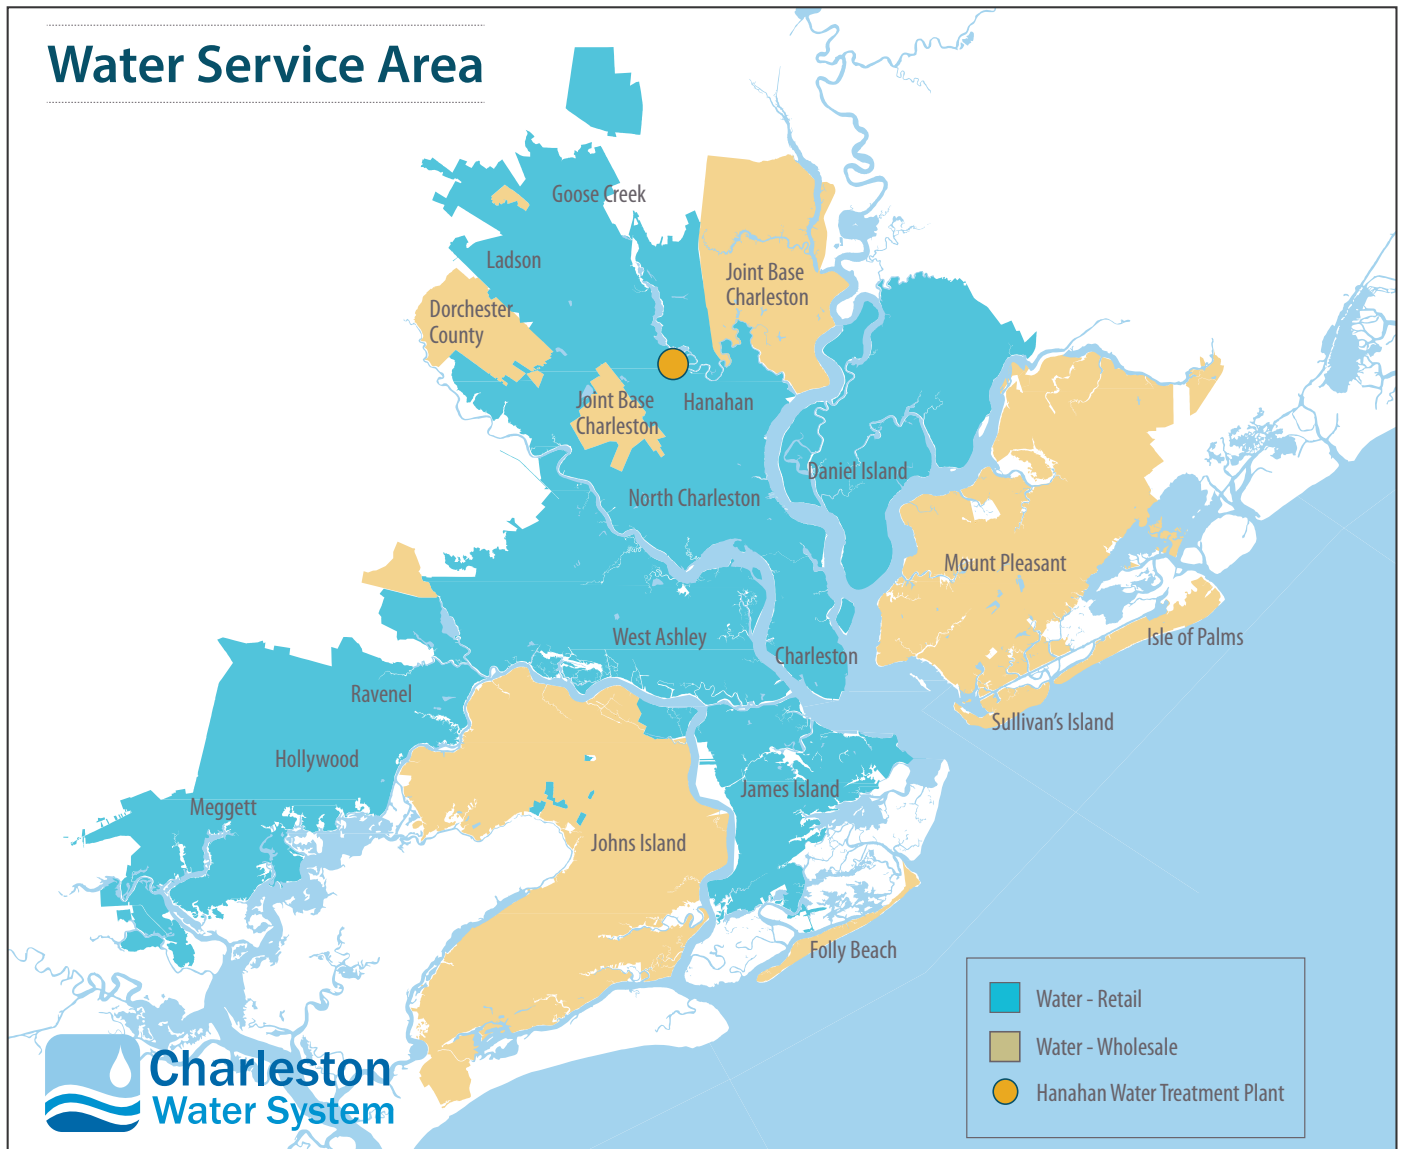 Water Service Area
Goose Creek
Ladson
Joint Base
Charleston
Dorchester
County
Joint Base
Charleston
Hanahan
Daniel Island
North Charleston
Mount Pleasant
West Ashley
Charleston
Isle of Palms
Ravenel
Sullivan's Island
Hollywood
James Island
Meggett
Johns Island
Folly Beach
Water - Retail
Water - Wholesale
Hanahan Water Treatment Plant
Charleston
Water System